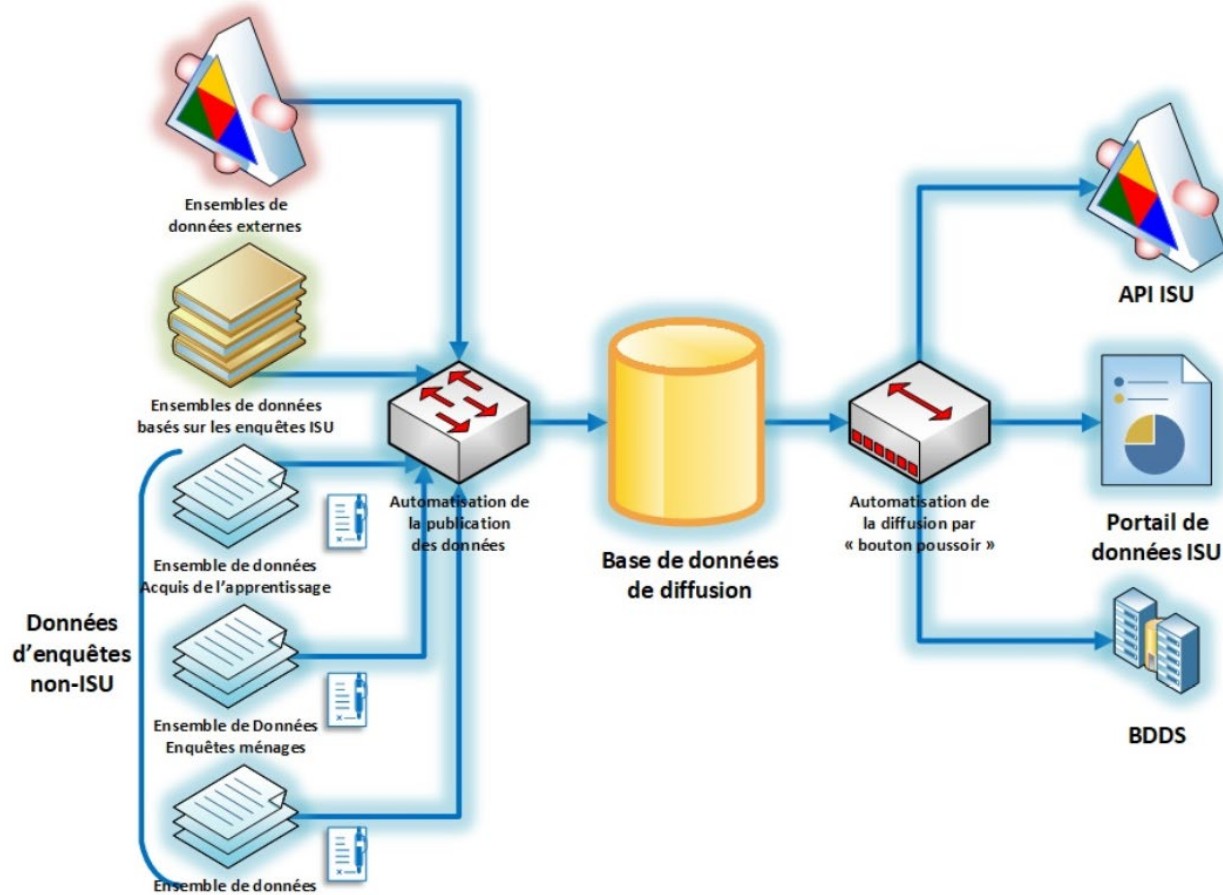 Ensembles de
données externes
Ensembles de données
basés sur les enquêtes ISU
Données
d'enquêtes
non-ISU
Ensemble de données
Acquis de l'apprentissage
Ensemble de Données
Enquêtes ménages
Ensemble de données
Automatisation de
la publication
des données
Base de données
de diffusion
Automatisation de
la diffusion par
« bouton poussoir »
API ISU
Portail de
données ISU
BDDS